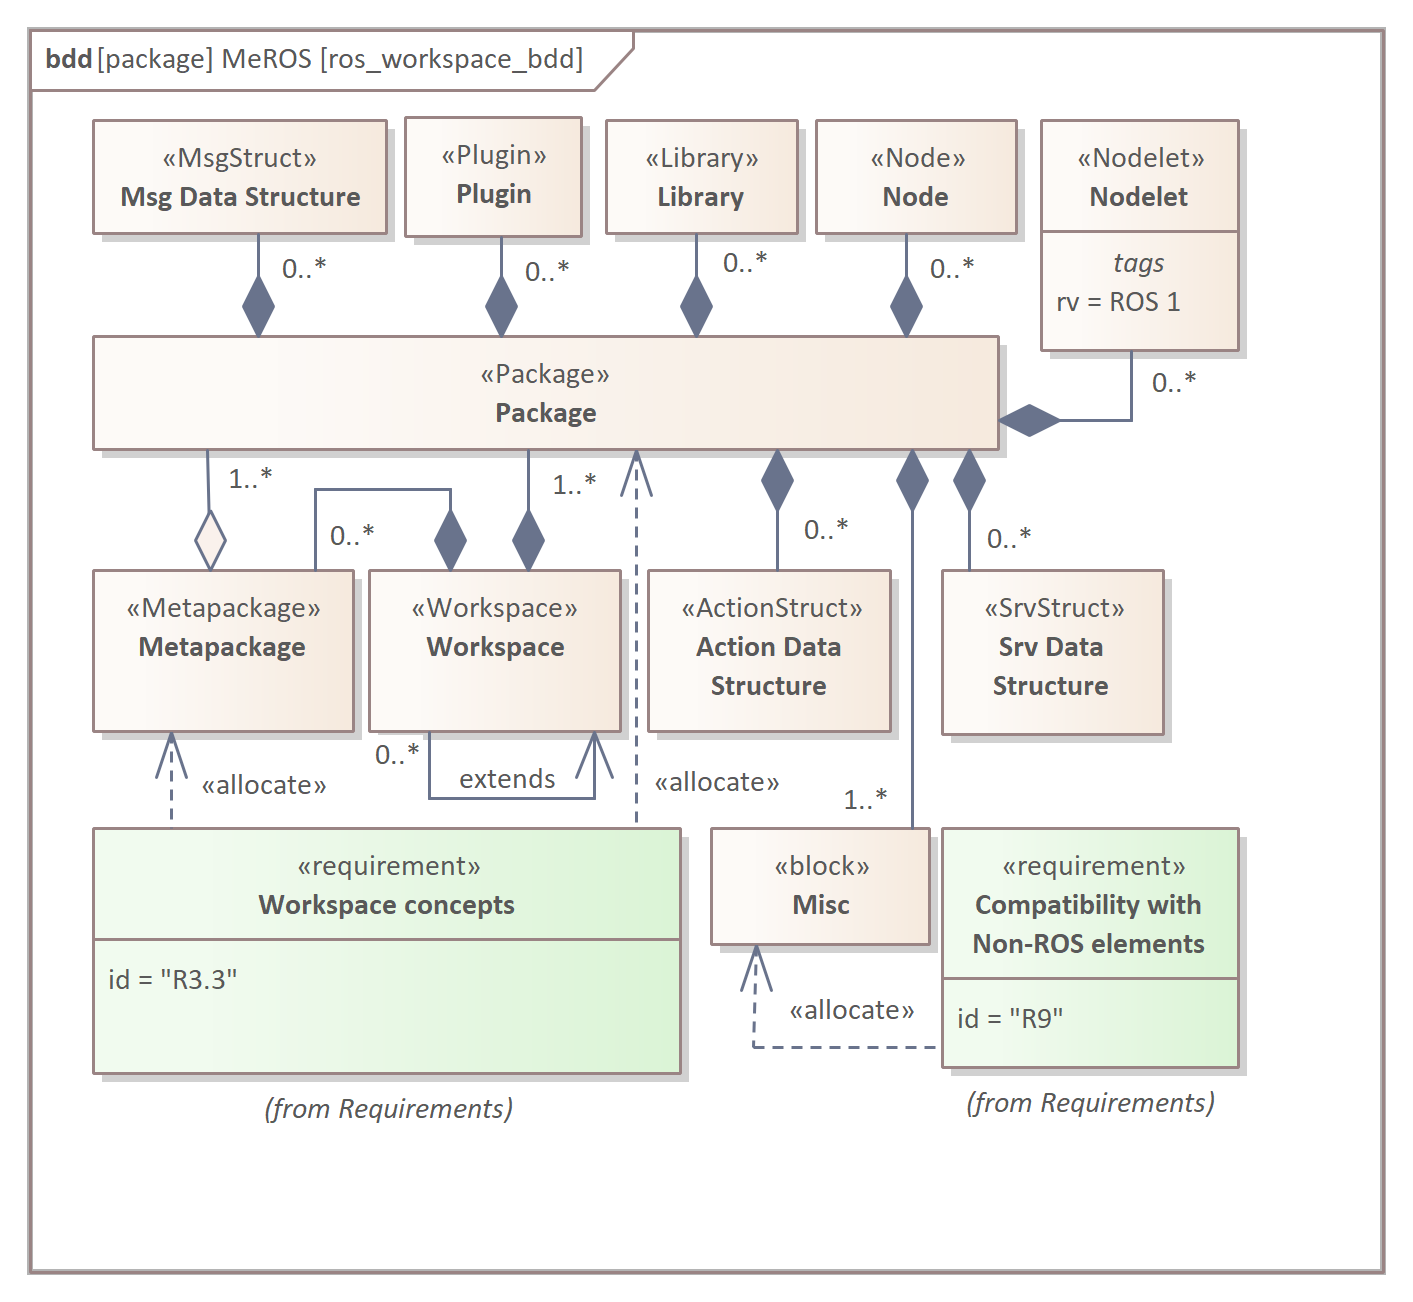 bdd [package] MeROS [ros_workspace_bdd]
«MsgStruct»
Msg Data Structure
«Plugin»
Plugin
«Library»
Library
«Node»
Node
«Nodelet»
Nodelet
tags
rv = ROS 1
0..*
0..*
0..*
0..*
0..*
«Package»
Package
1..*
0..*
1..*
0..*
0..*
«Metapackage»
Metapackage
«Workspace»
Workspace
«ActionStruct»
Action Data
Structure
«SrvStruct»
Srv Data
Structure
«allocate»
0..*
extends
«allocate»
1..*
«requirement»
Workspace concepts
id = "R3.3"
(from Requirements)
«block»
Misc
«allocate»
«requirement»
Compatibility with
Non-ROS elements
id = "R9"
(from Requirements)